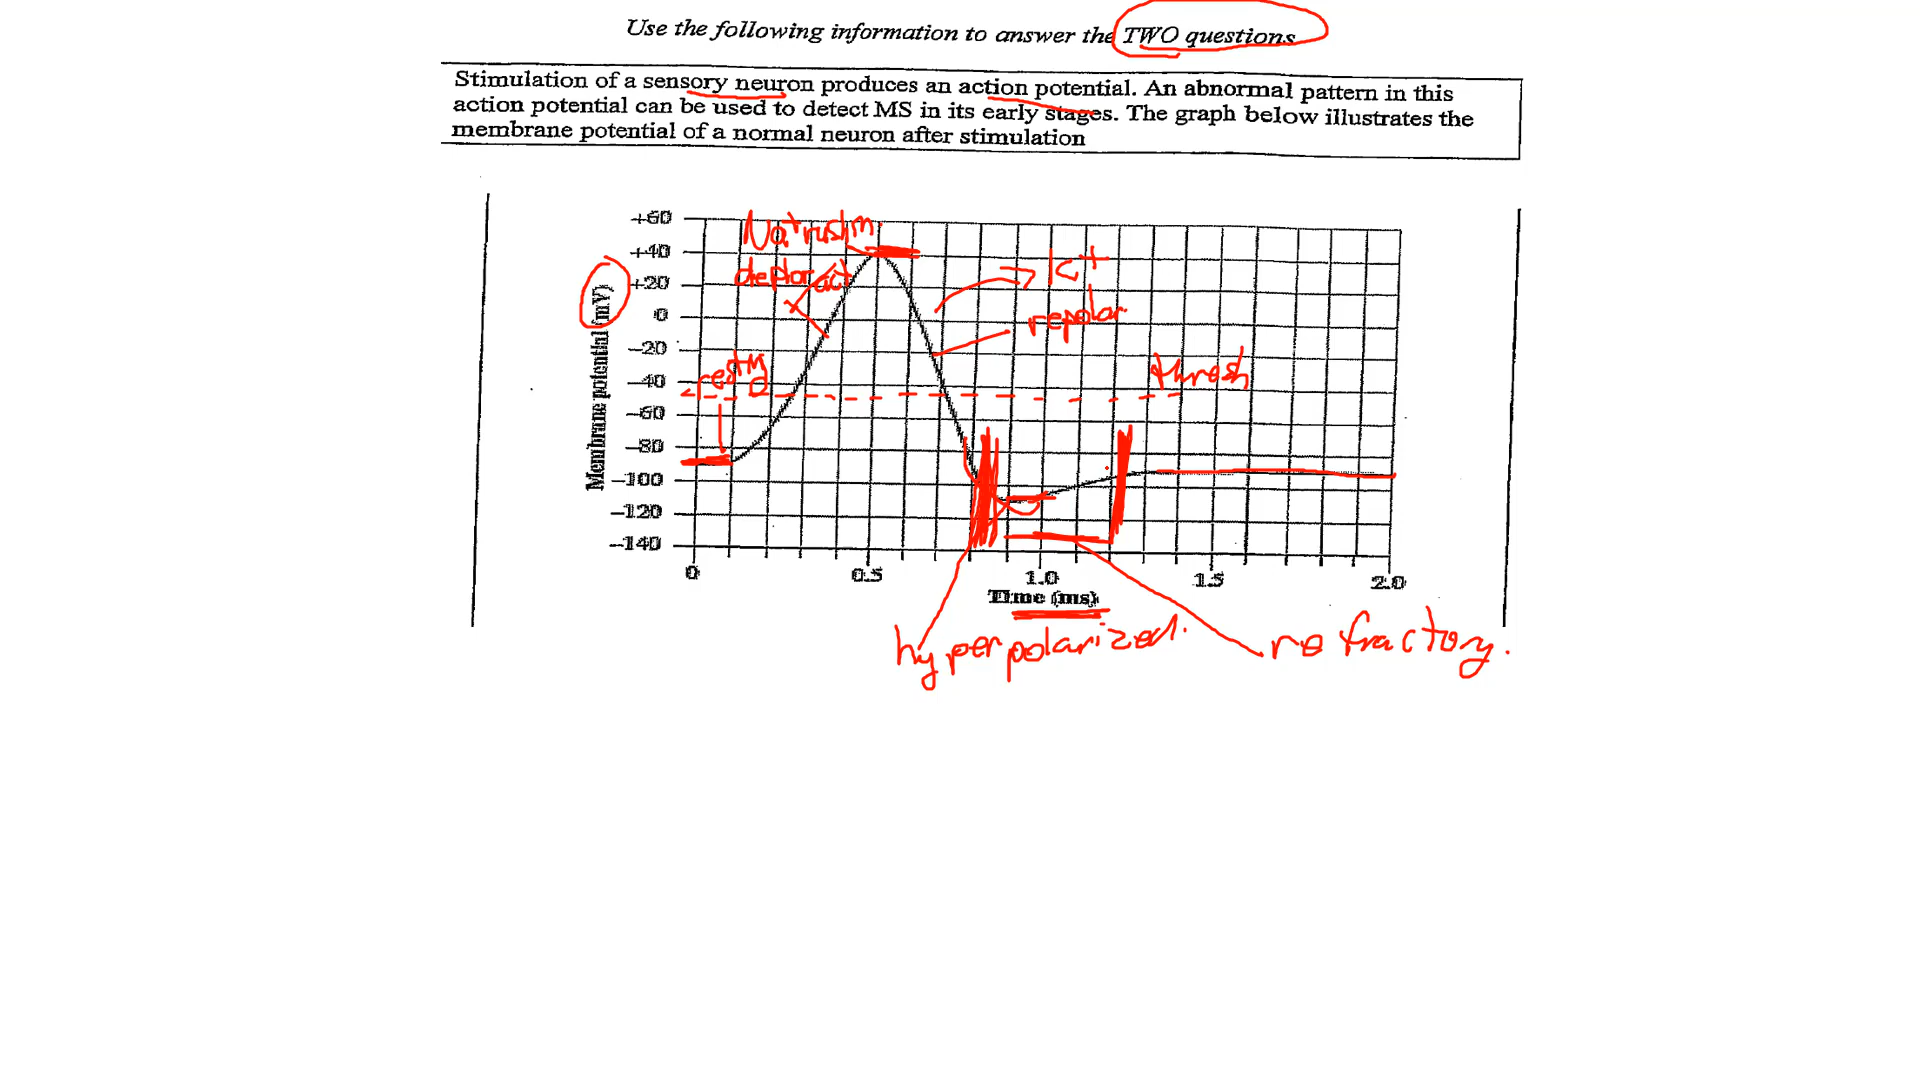 Use the following information to answer the TWO questions
Stimulation of a sensory neuron produces an action potential. An abnormal pattern in this
action potential can be used to detect MS in its early stages. The graph below illustrates the
membrane potential of a normal neuron after stimulation
+60
+40
+20
0
-20
-40
-60
-80
-100
-120
-140
Membrane potential (mV)
Na+ rush in
depolar
act
K+
repolar
resting
thresh
0
0.5
1.0
1.5
2.0
Time (ms)
hyperpolarized.
refractory.